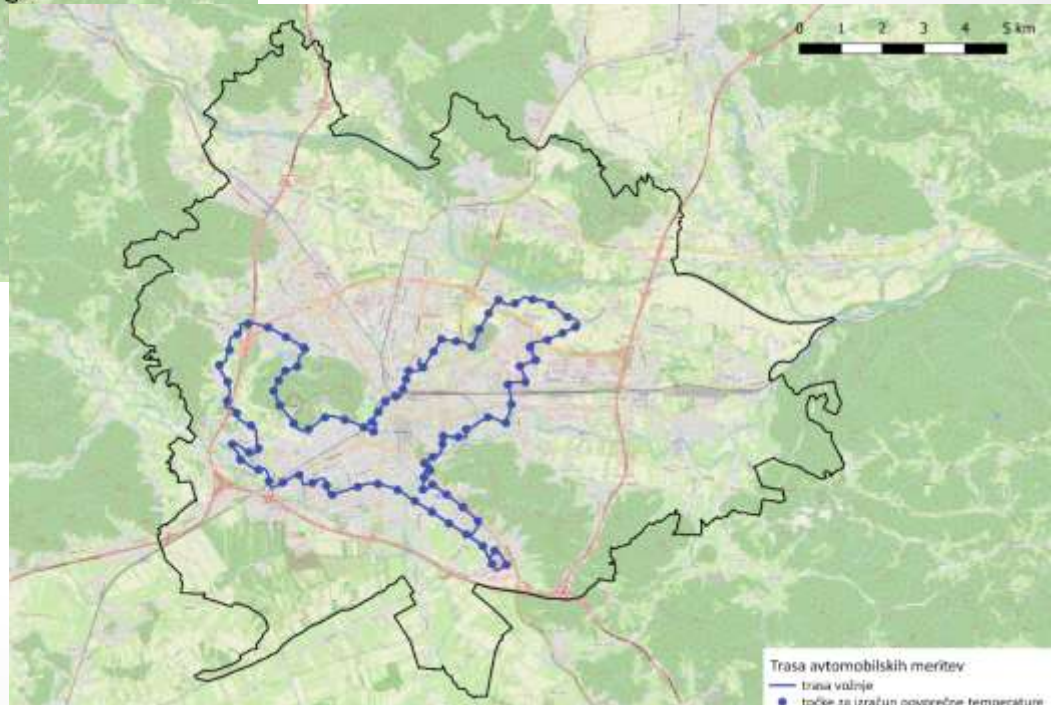 0 1 2 3 4 5 km
Trasa avtomobilskih meritev
trasa vožnje
točke za izračun povprečne temperature